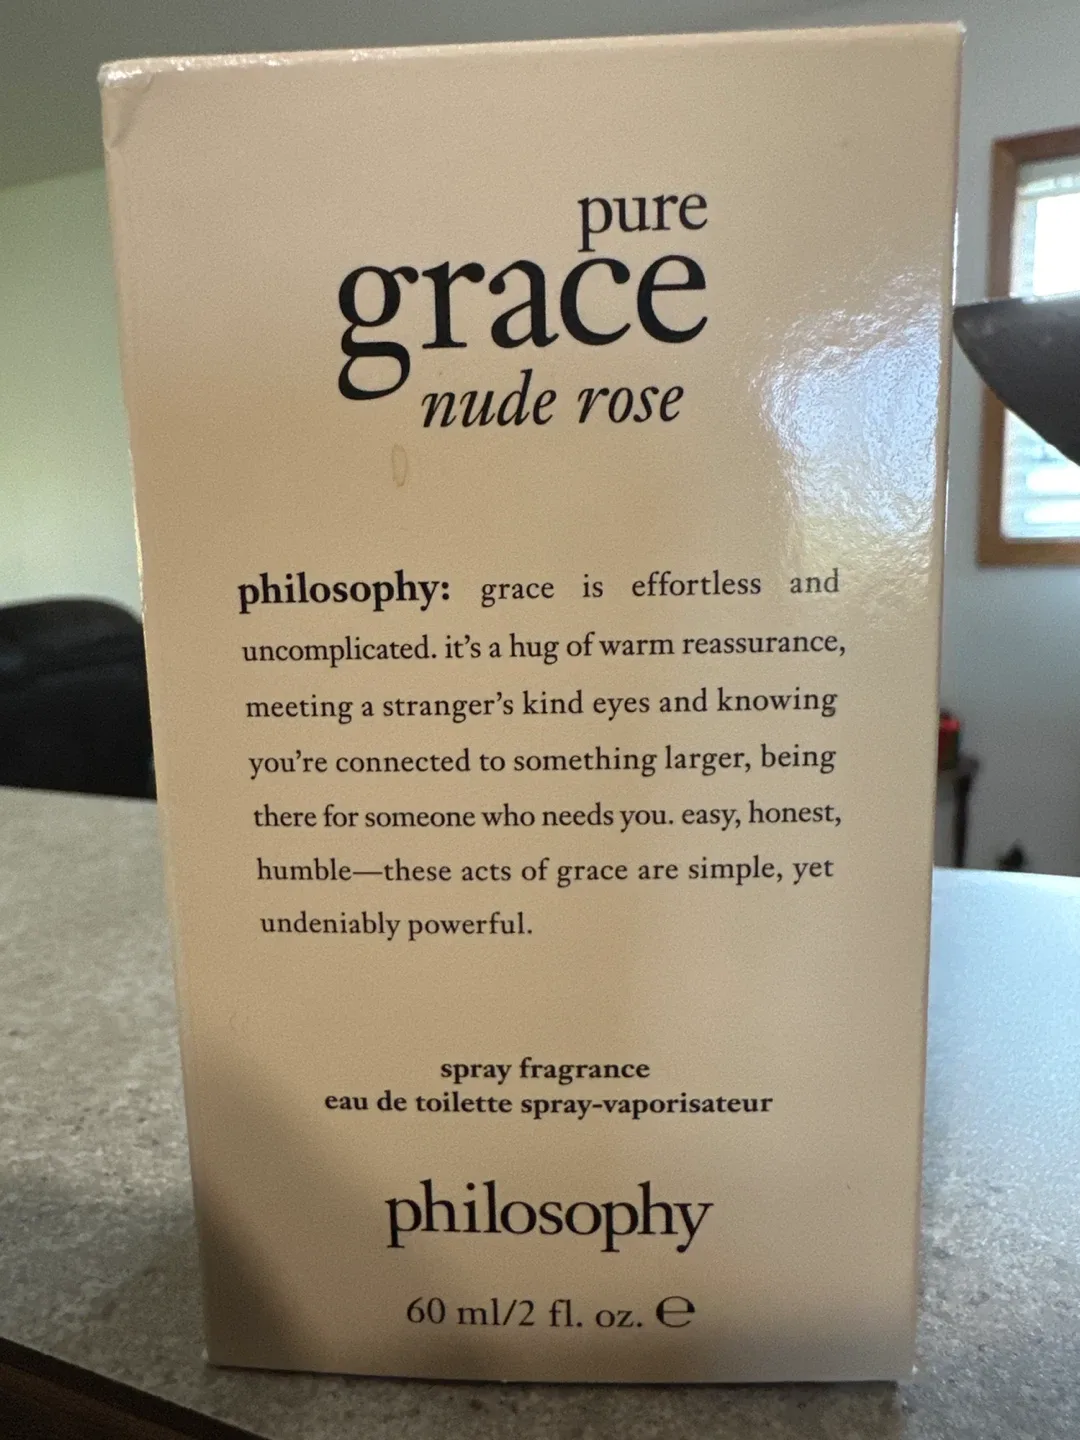 pure
grace
nude rose
philosophy: grace is effortless and
uncomplicated. it's a hug of warm reassurance,
meeting a stranger's kind eyes and knowing
you're connected to something larger, being
there for someone who needs you. easy, honest,
humble—these acts of grace are simple, yet
undeniably powerful.
spray fragrance
eau de toilette spray-vaporisateur
philosophy
60 ml/2 fl. oz. ℮